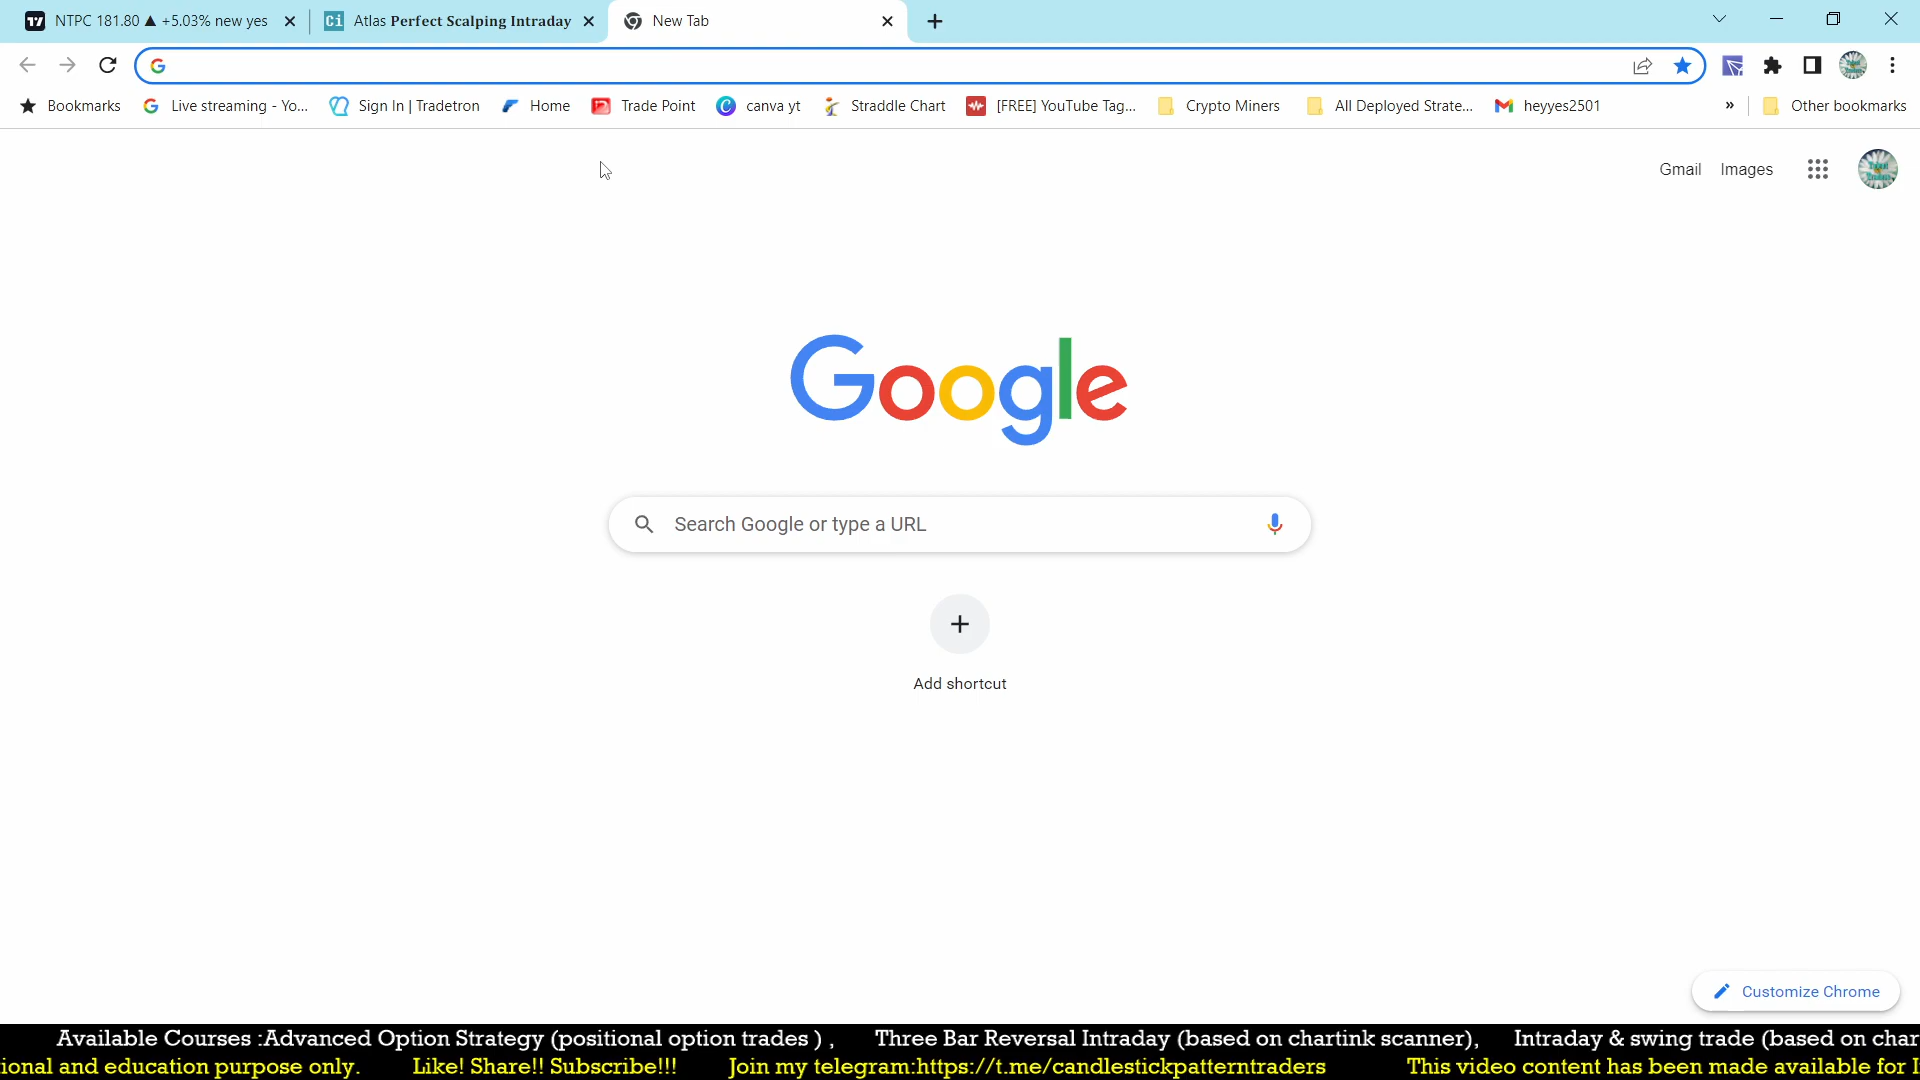 NTPC 181.80 ▲ +5.03% new yes
Atlas Perfect Scalping Intraday
New Tab
Bookmarks
Live streaming - Yo...
Sign In | Tradetron
Home
Trade Point
canva yt
Straddle Chart
[FREE] YouTube Tag...
Crypto Miners
All Deployed Strate...
heyyes2501
»
Other bookmarks
Gmail
Images
Google
Search Google or type a URL
Add shortcut
Customize Chrome
Available Courses :Advanced Option Strategy (positional option trades ) , Three Bar Reversal Intraday (based on chartink scanner), Intraday & swing trade (based on char
ional and education purpose only. Like! Share!! Subscribe!!! Join my telegram:https://t.me/candlestickpatterntraders This video content has been made available for I